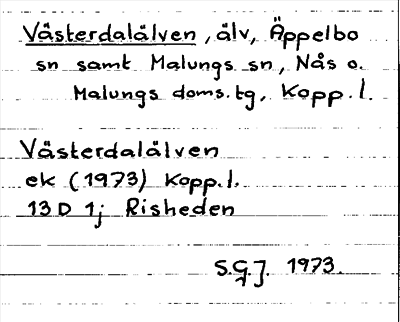 Västerdalälven, älv, Äppelbo
sn samt Malungs sn, Nås o.
Malungs doms.tg, Kopp.l.
Västerdalälven
ek (1973) Kopp.l.
13 D 1j Risheden
S.G.J. 1973.